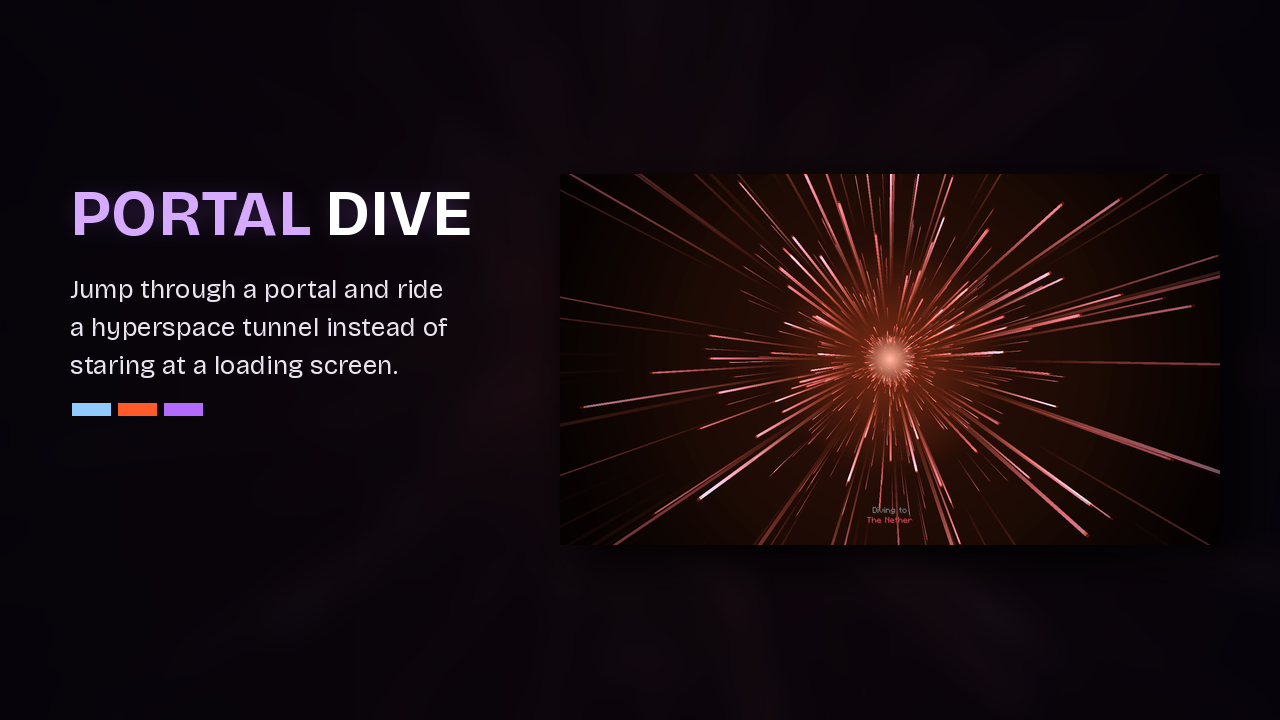 PORTAL DIVE
Jump through a portal and ride
a hyperspace tunnel instead of
staring at a loading screen.
Diving to
The Nether